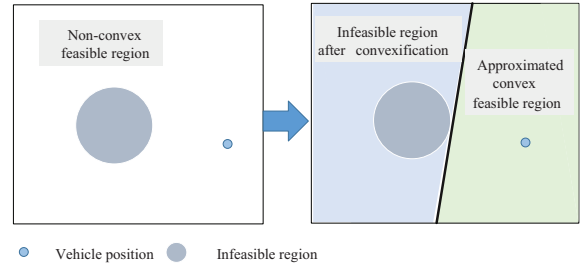 Non-convex
feasible region
Infeasible region
after convexification
Approximated
convex
feasible region
Vehicle position
Infeasible region